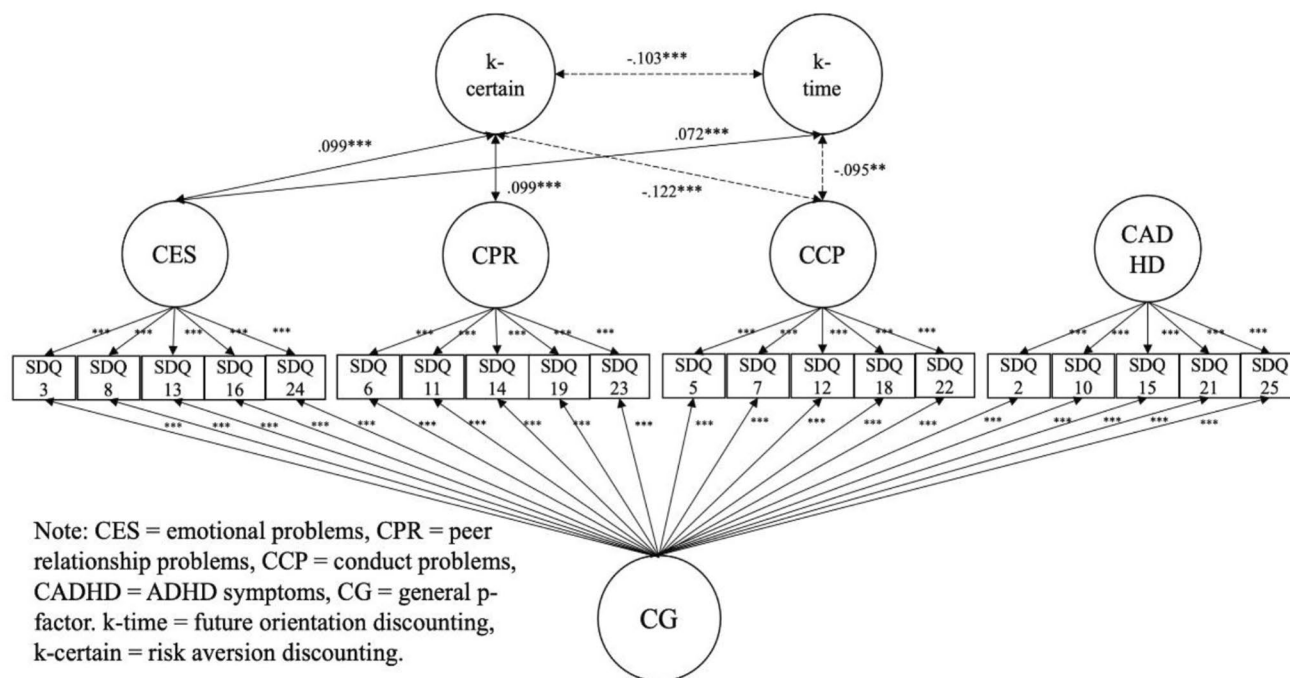 k-
certain
-.103***
k-
time
.099***
.072***
.099***
-.122***
-.095**
CES
CPR
CCP
CAD
HD
*** *** *** *** ***
*** *** *** *** ***
*** *** *** *** ***
*** *** *** *** ***
SDQ SDQ SDQ SDQ SDQ SDQ SDQ SDQ SDQ SDQ SDQ SDQ SDQ SDQ SDQ SDQ SDQ SDQ SDQ SDQ
3 8 13 16 24 6 11 14 19 23 5 7 12 18 22 2 10 15 21 25
*** *** *** *** *** *** *** *** *** *** *** *** *** *** *** *** *** *** *** ***
Note: CES = emotional problems, CPR = peer
relationship problems, CCP = conduct problems,
CADHD = ADHD symptoms, CG = general p-
factor. k-time = future orientation discounting,
k-certain = risk aversion discounting.
CG